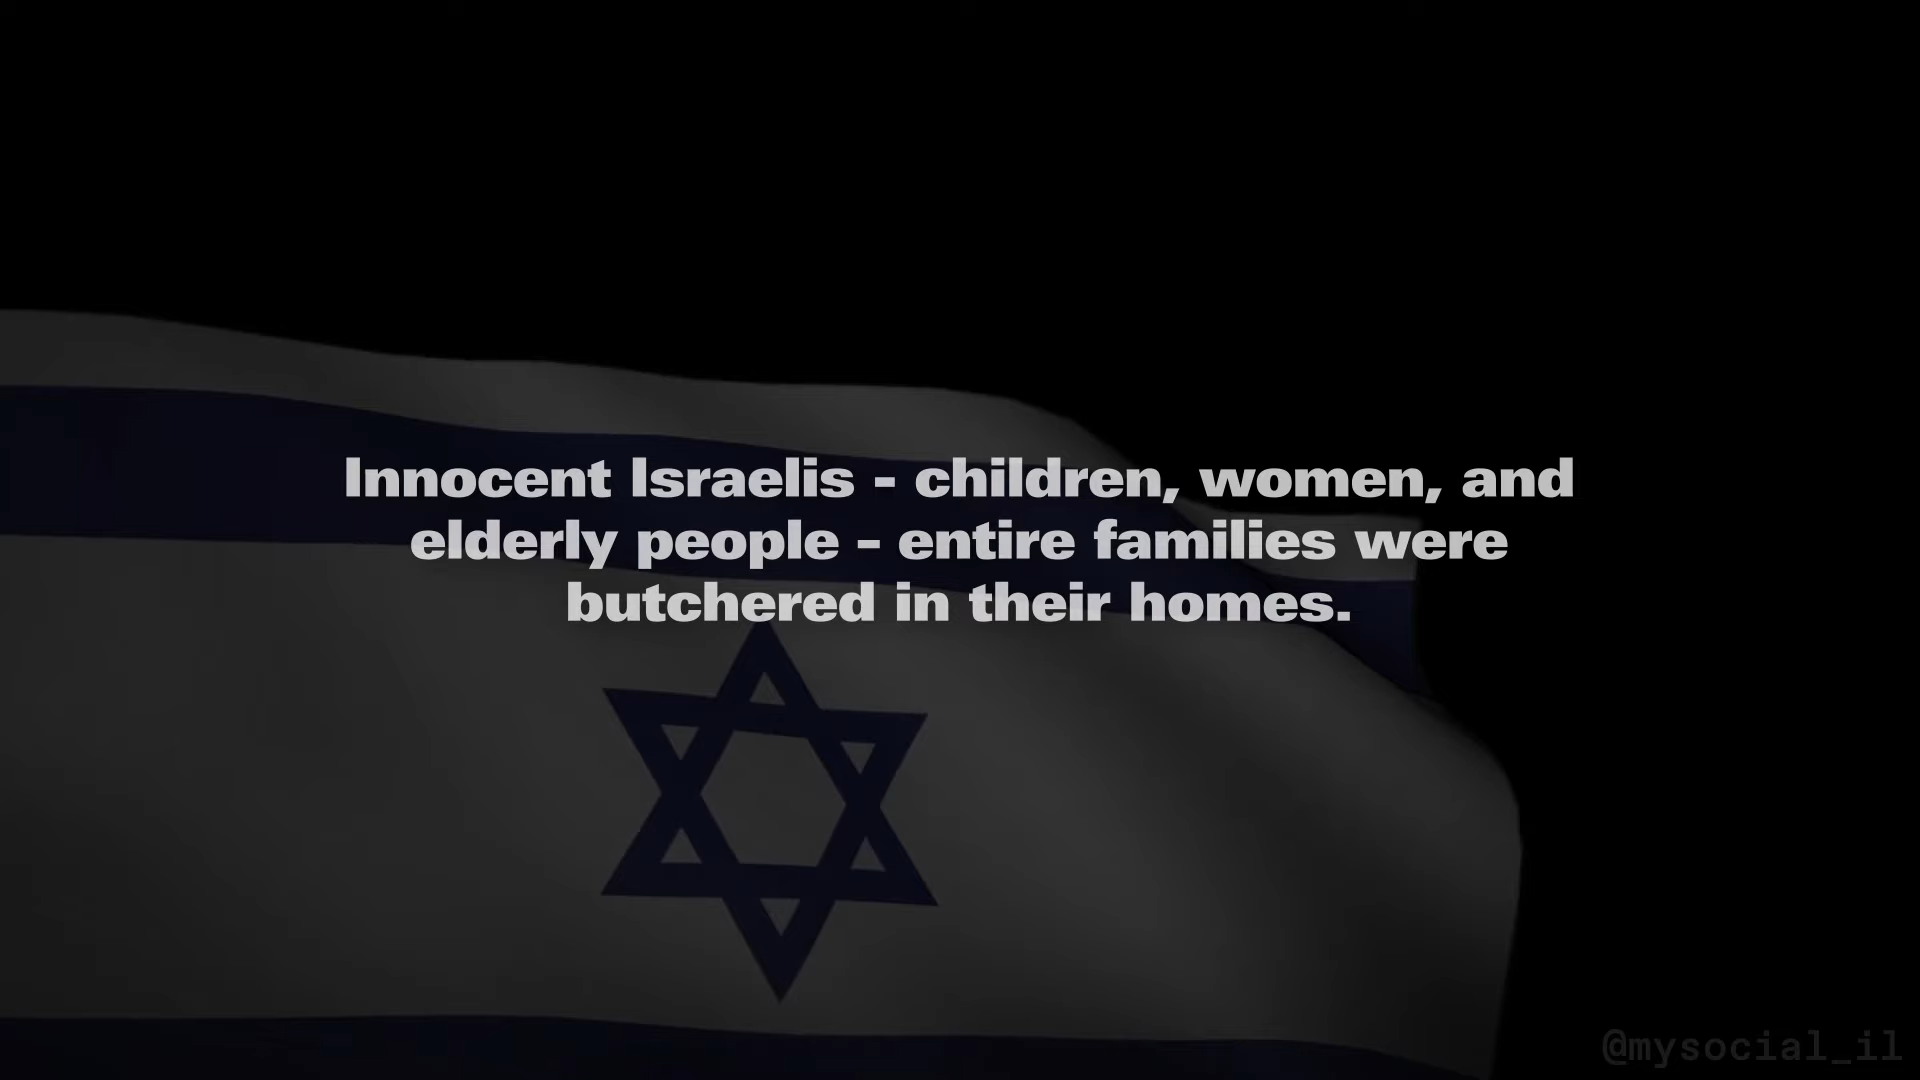 Innocent Israelis - children, women, and
elderly people - entire families were
butchered in their homes.
@mysocial_il